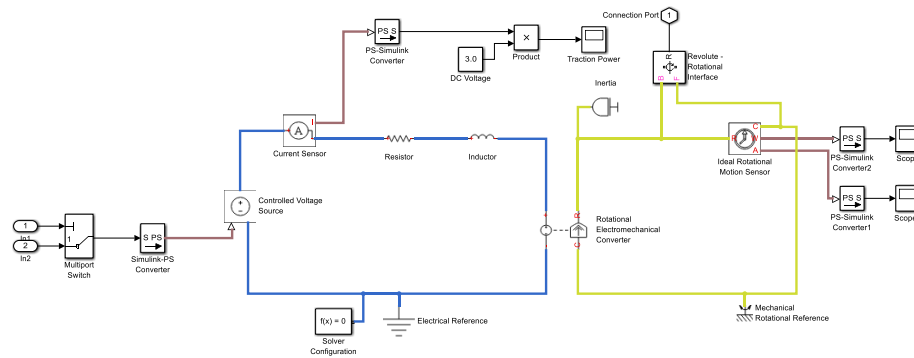 Connection Port
1
PS S
PS-Simulink
Converter
×
Product
3.0
DC Voltage
Traction Power
R
B
F
Revolute -
Rotational
Interface
Inertia
A
I
Current Sensor
Resistor
Inductor
R
C
W
A
Ideal Rotational
Motion Sensor
PS S
PS-Simulink
Converter2
Scop
PS S
PS-Simulink
Converter1
Scope
Controlled Voltage
Source
1
In1
2
In2
1
Multiport
Switch
S PS
Simulink-PS
Converter
+
−
R
C
Rotational
Electromechanical
Converter
f(x) = 0
Solver
Configuration
Electrical Reference
Mechanical
Rotational Reference